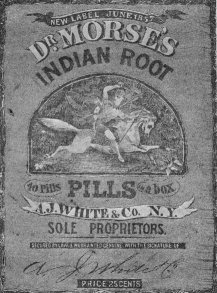 NEW LABEL JUNE 1857
DR. MORSE'S
INDIAN ROOT
40 Pills PILLS in a box
A.J. WHITE & Co. N.Y.
SOLE PROPRIETORS.
PRICE 25 CENTS